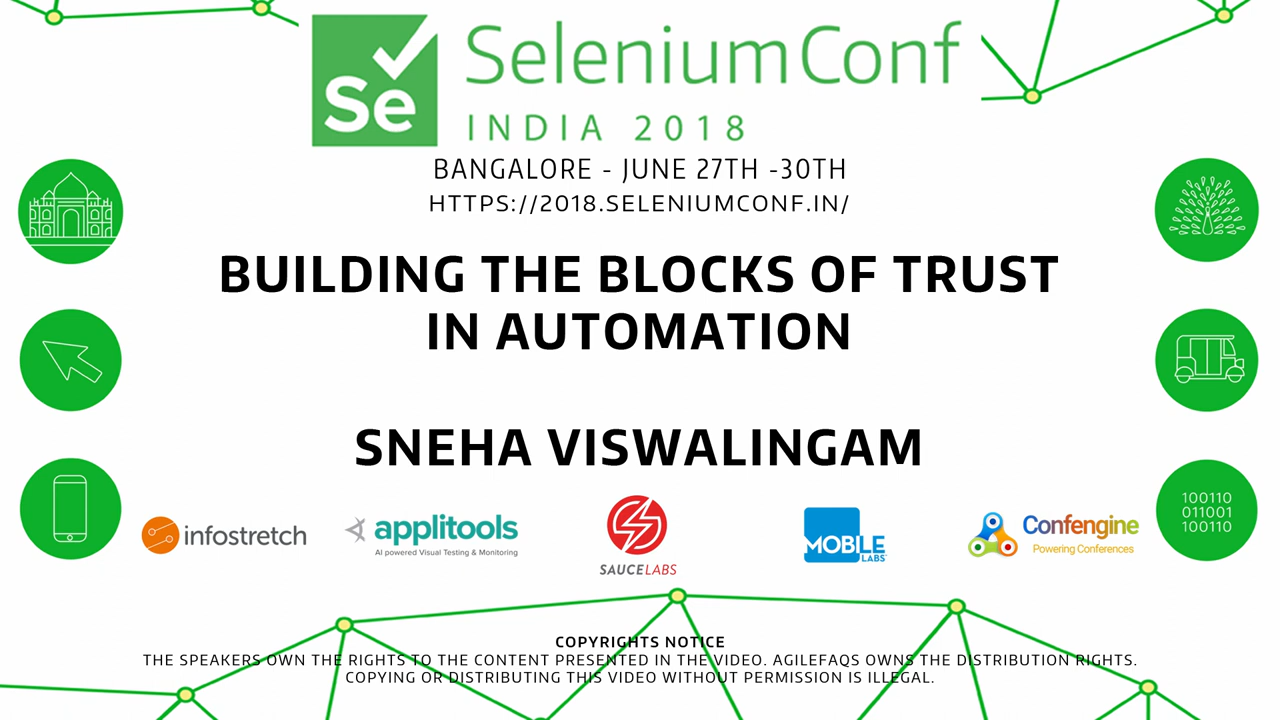 Se
SeleniumConf
INDIA 2018
BANGALORE - JUNE 27TH -30TH
HTTPS://2018.SELENIUMCONF.IN/
BUILDING THE BLOCKS OF TRUST
IN AUTOMATION
SNEHA VISWALINGAM
infostretch
applitools
AI powered Visual Testing & Monitoring
SAUCELABS
MOBILE
LABS
Confengine
Powering Conferences
100110
011001
100110
COPYRIGHTS NOTICE
THE SPEAKERS OWN THE RIGHTS TO THE CONTENT PRESENTED IN THE VIDEO. AGILEFAQS OWNS THE DISTRIBUTION RIGHTS.
COPYING OR DISTRIBUTING THIS VIDEO WITHOUT PERMISSION IS ILLEGAL.